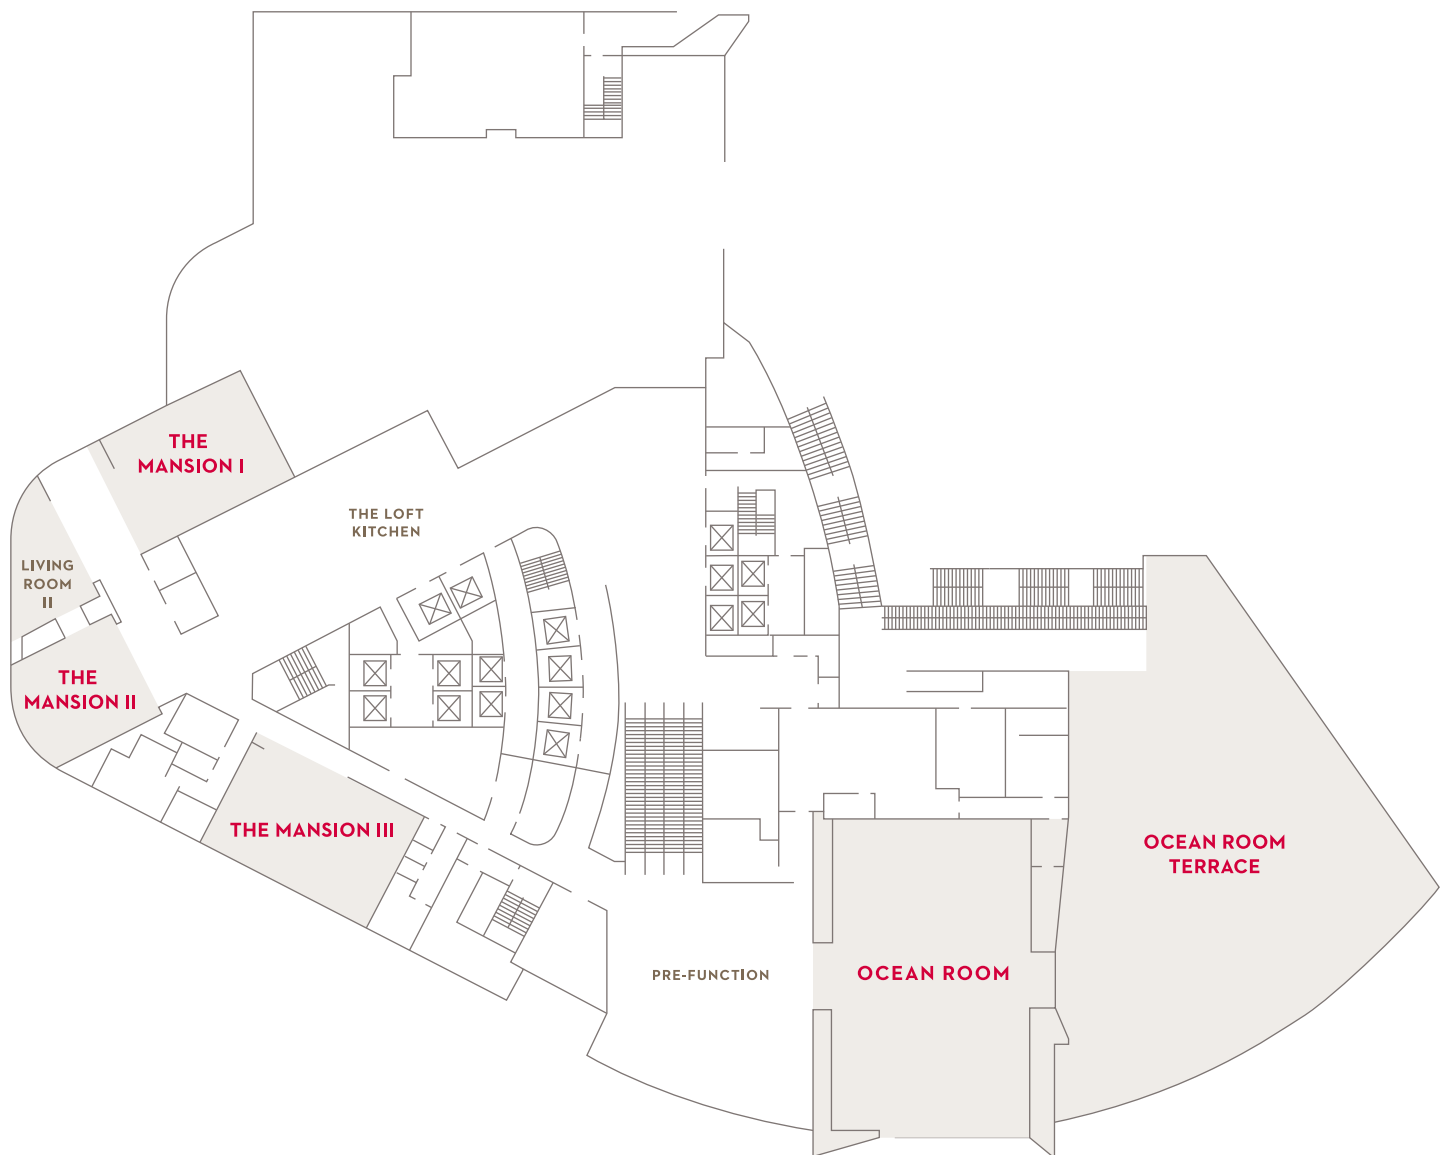 THE
MANSION I
THE LOFT
KITCHEN
LIVING
ROOM
II
THE
MANSION II
THE MANSION III
OCEAN ROOM
TERRACE
PRE-FUNCTION
OCEAN ROOM